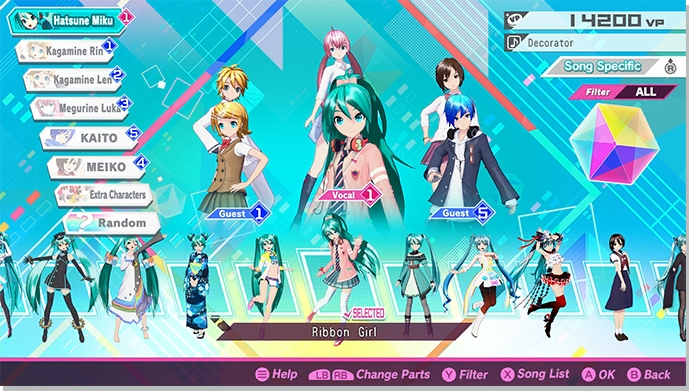 Hatsune Miku 1
Kagamine Rin 1
Kagamine Len 2
Megurine Luka 3
KAITO 5
MEIKO 4
Extra Characters
Random
VP 14200 VP
Decorator
Song Specific R
Filter ALL
Vocal 1
Guest 1
Guest 5
SELECTED
Ribbon Girl
Help LB RB Change Parts Y Filter X Song List A OK B Back